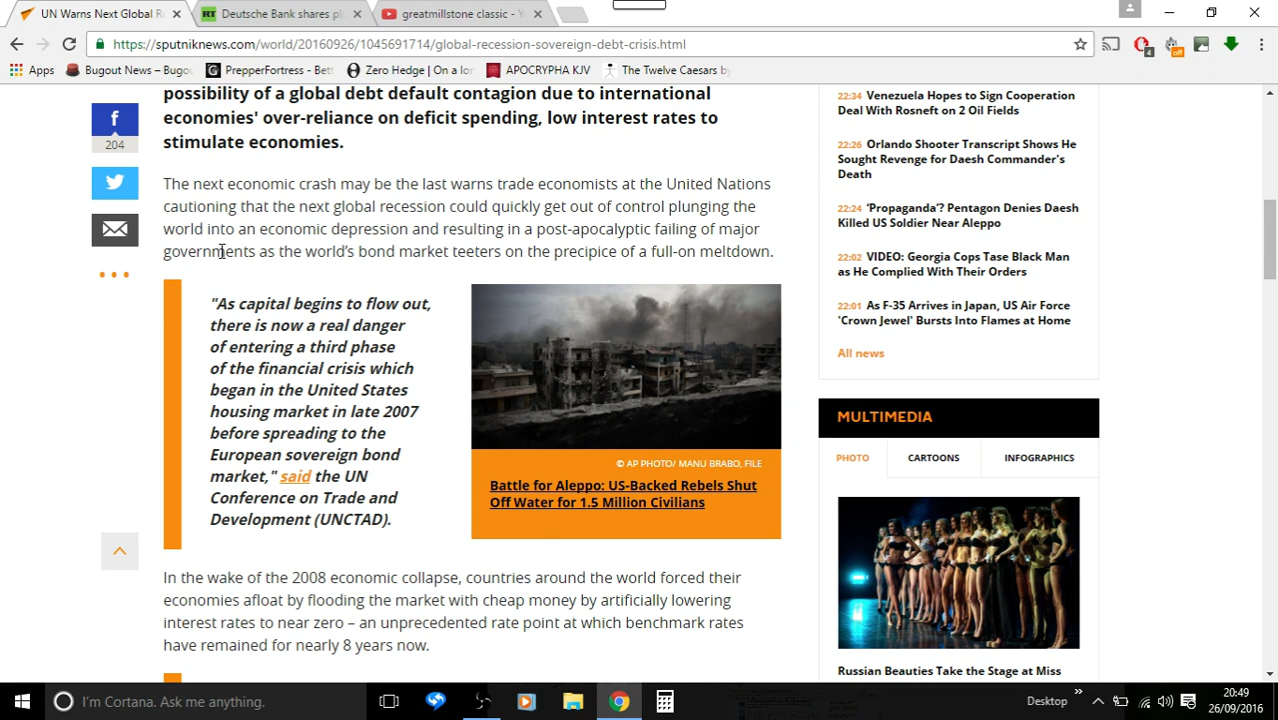 UN Warns Next Global R
Deutsche Bank shares pl
greatmillstone classic - Y
https://sputniknews.com/world/20160926/1045691714/global-recession-sovereign-debt-crisis.html
4
off
Apps
Bugout News – Bugou
PrepperFortress - Bett
Zero Hedge | On a lon
APOCRYPHA KJV
The Twelve Caesars by
possibility of a global debt default contagion due to international
economies' over-reliance on deficit spending, low interest rates to
stimulate economies.
204
The next economic crash may be the last warns trade economists at the United Nations
cautioning that the next global recession could quickly get out of control plunging the
world into an economic depression and resulting in a post-apocalyptic failing of major
governments as the world's bond market teeters on the precipice of a full-on meltdown.
"As capital begins to flow out,
there is now a real danger
of entering a third phase
of the financial crisis which
began in the United States
housing market in late 2007
before spreading to the
European sovereign bond
market," said the UN
Conference on Trade and
Development (UNCTAD).
© AP PHOTO/ MANU BRABO, FILE
Battle for Aleppo: US-Backed Rebels Shut
Off Water for 1.5 Million Civilians
In the wake of the 2008 economic collapse, countries around the world forced their
economies afloat by flooding the market with cheap money by artificially lowering
interest rates to near zero – an unprecedented rate point at which benchmark rates
have remained for nearly 8 years now.
22:34 Venezuela Hopes to Sign Cooperation
Deal With Rosneft on 2 Oil Fields
22:26 Orlando Shooter Transcript Shows He
Sought Revenge for Daesh Commander's
Death
22:24 'Propaganda'? Pentagon Denies Daesh
Killed US Soldier Near Aleppo
22:02 VIDEO: Georgia Cops Tase Black Man
as He Complied With Their Orders
22:01 As F-35 Arrives in Japan, US Air Force
'Crown Jewel' Bursts Into Flames at Home
All news
MULTIMEDIA
PHOTO CARTOONS INFOGRAPHICS
Russian Beauties Take the Stage at Miss
I'm Cortana. Ask me anything.
Desktop
20:49
26/09/2016